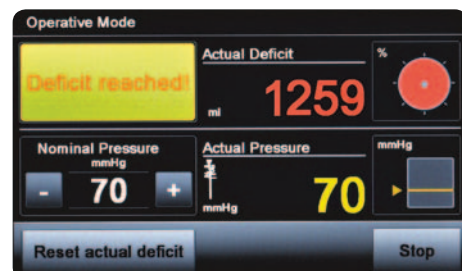 Operative Mode
Deficit reached!
Actual Deficit
ml 1259
%
Nominal Pressure
mmHg
- 70 +
Actual Pressure
mmHg 70
mmHg
Reset actual deficit
Stop